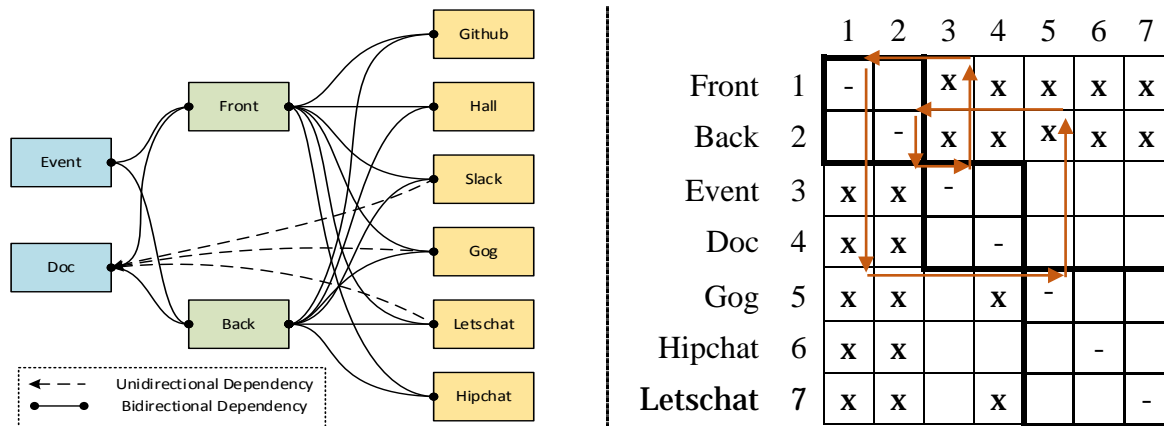 Github
Front
Hall
Event
Slack
Doc
Gog
Back
Letschat
Hipchat
Unidirectional Dependency
Bidirectional Dependency
1 2 3 4 5 6 7
Front 1 - x x x x x
Back 2 - x x x x x
Event 3 x x -
Doc 4 x x -
Gog 5 x x x -
Hipchat 6 x x -
Letschat 7 x x x -